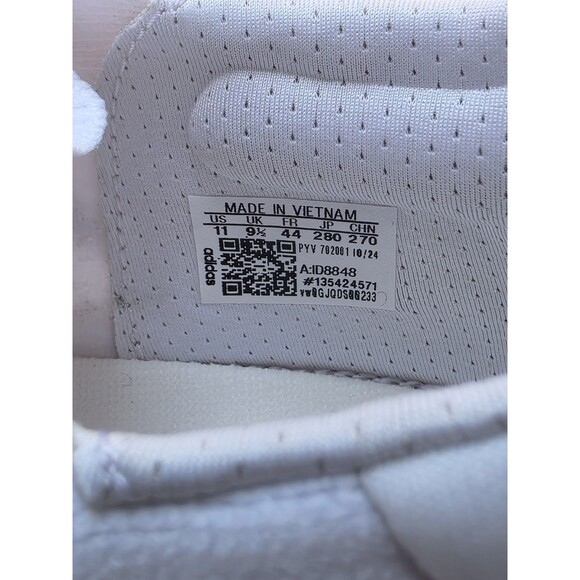 MADE IN VIETNAM
US UK FR JP CHN
11 9½ 44 280 270
PYV 702001 10/24
adidas
A:ID8848
#135424571
vw0GJQDS00233